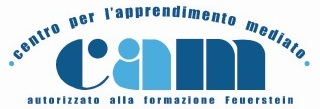 • centro per l'apprendimento mediato •
cam
autorizzato alla formazione Feuerstein